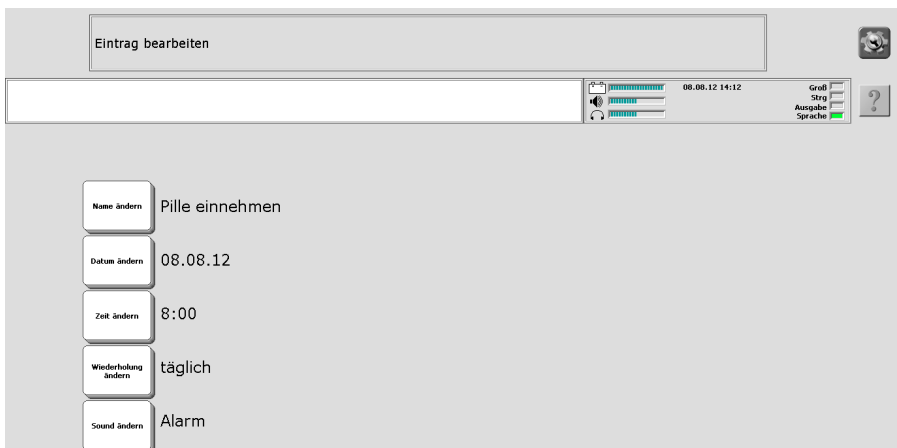 Eintrag bearbeiten
08.08.12 14:12
Groß
Strg
Ausgabe
Sprache
?
Name ändern
Pille einnehmen
Datum ändern
08.08.12
Zeit ändern
8:00
Wiederholung
ändern
täglich
Sound ändern
Alarm